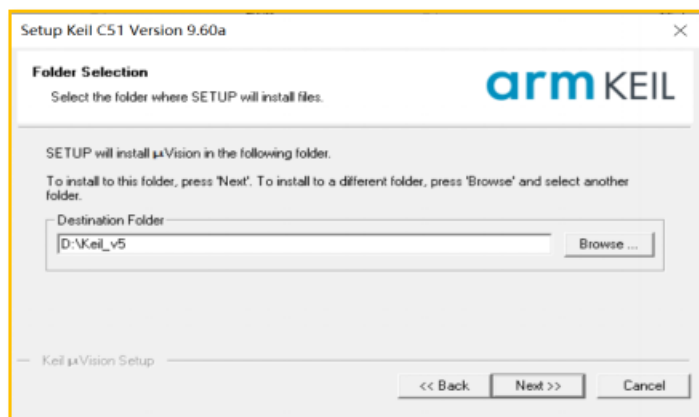 Setup Keil C51 Version 9.60a
Folder Selection
Select the folder where SETUP will install files.
arm KEIL
SETUP will install µVision in the following folder.
To install to this folder, press 'Next'. To install to a different folder, press 'Browse' and select another
folder.
Destination Folder
D:\Keil_v5
Browse ...
Keil µVision Setup
<< Back
Next >>
Cancel